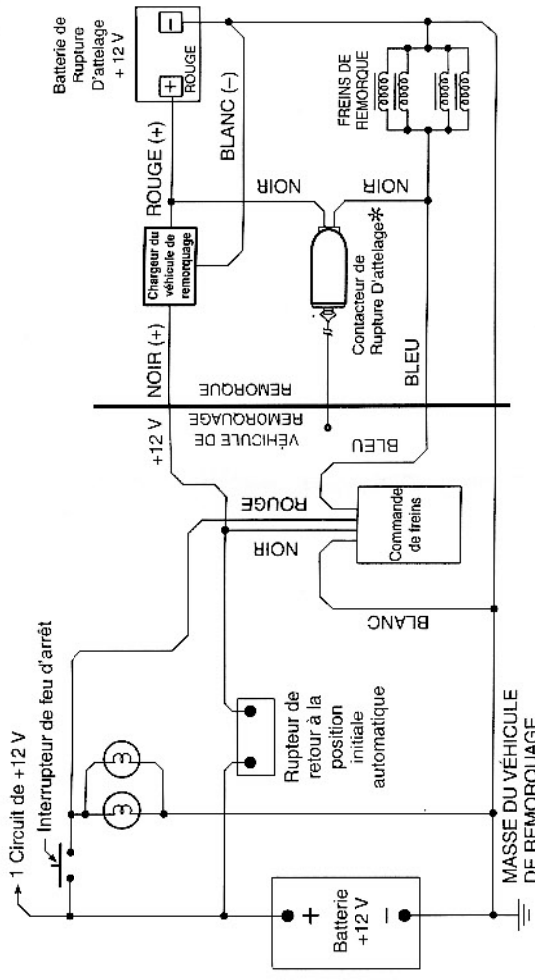 1 Circuit de +12 V
Interrupteur de feu d'arrêt
Batterie
+12 V
+
−
MASSE DU VÉHICULE
DE REMORQUAGE
Rupteur de
retour à la
position
initiale
automatique
BLANC
NOIR
ROUGE
BLEU
Commande
de freins
+12 V
VÉHICULE DE
REMORQUAGE
REMORQUE
NOIR (+)
Chargeur du
véhicule de
remorquage
ROUGE (+)
BLANC (−)
Batterie de
Rupture
D'attelage
+ 12 V
+
−
ROUGE
NOIR
NOIR
Contacteur de
Rupture D'attelage*
BLEU
FREINS DE
REMORQUE